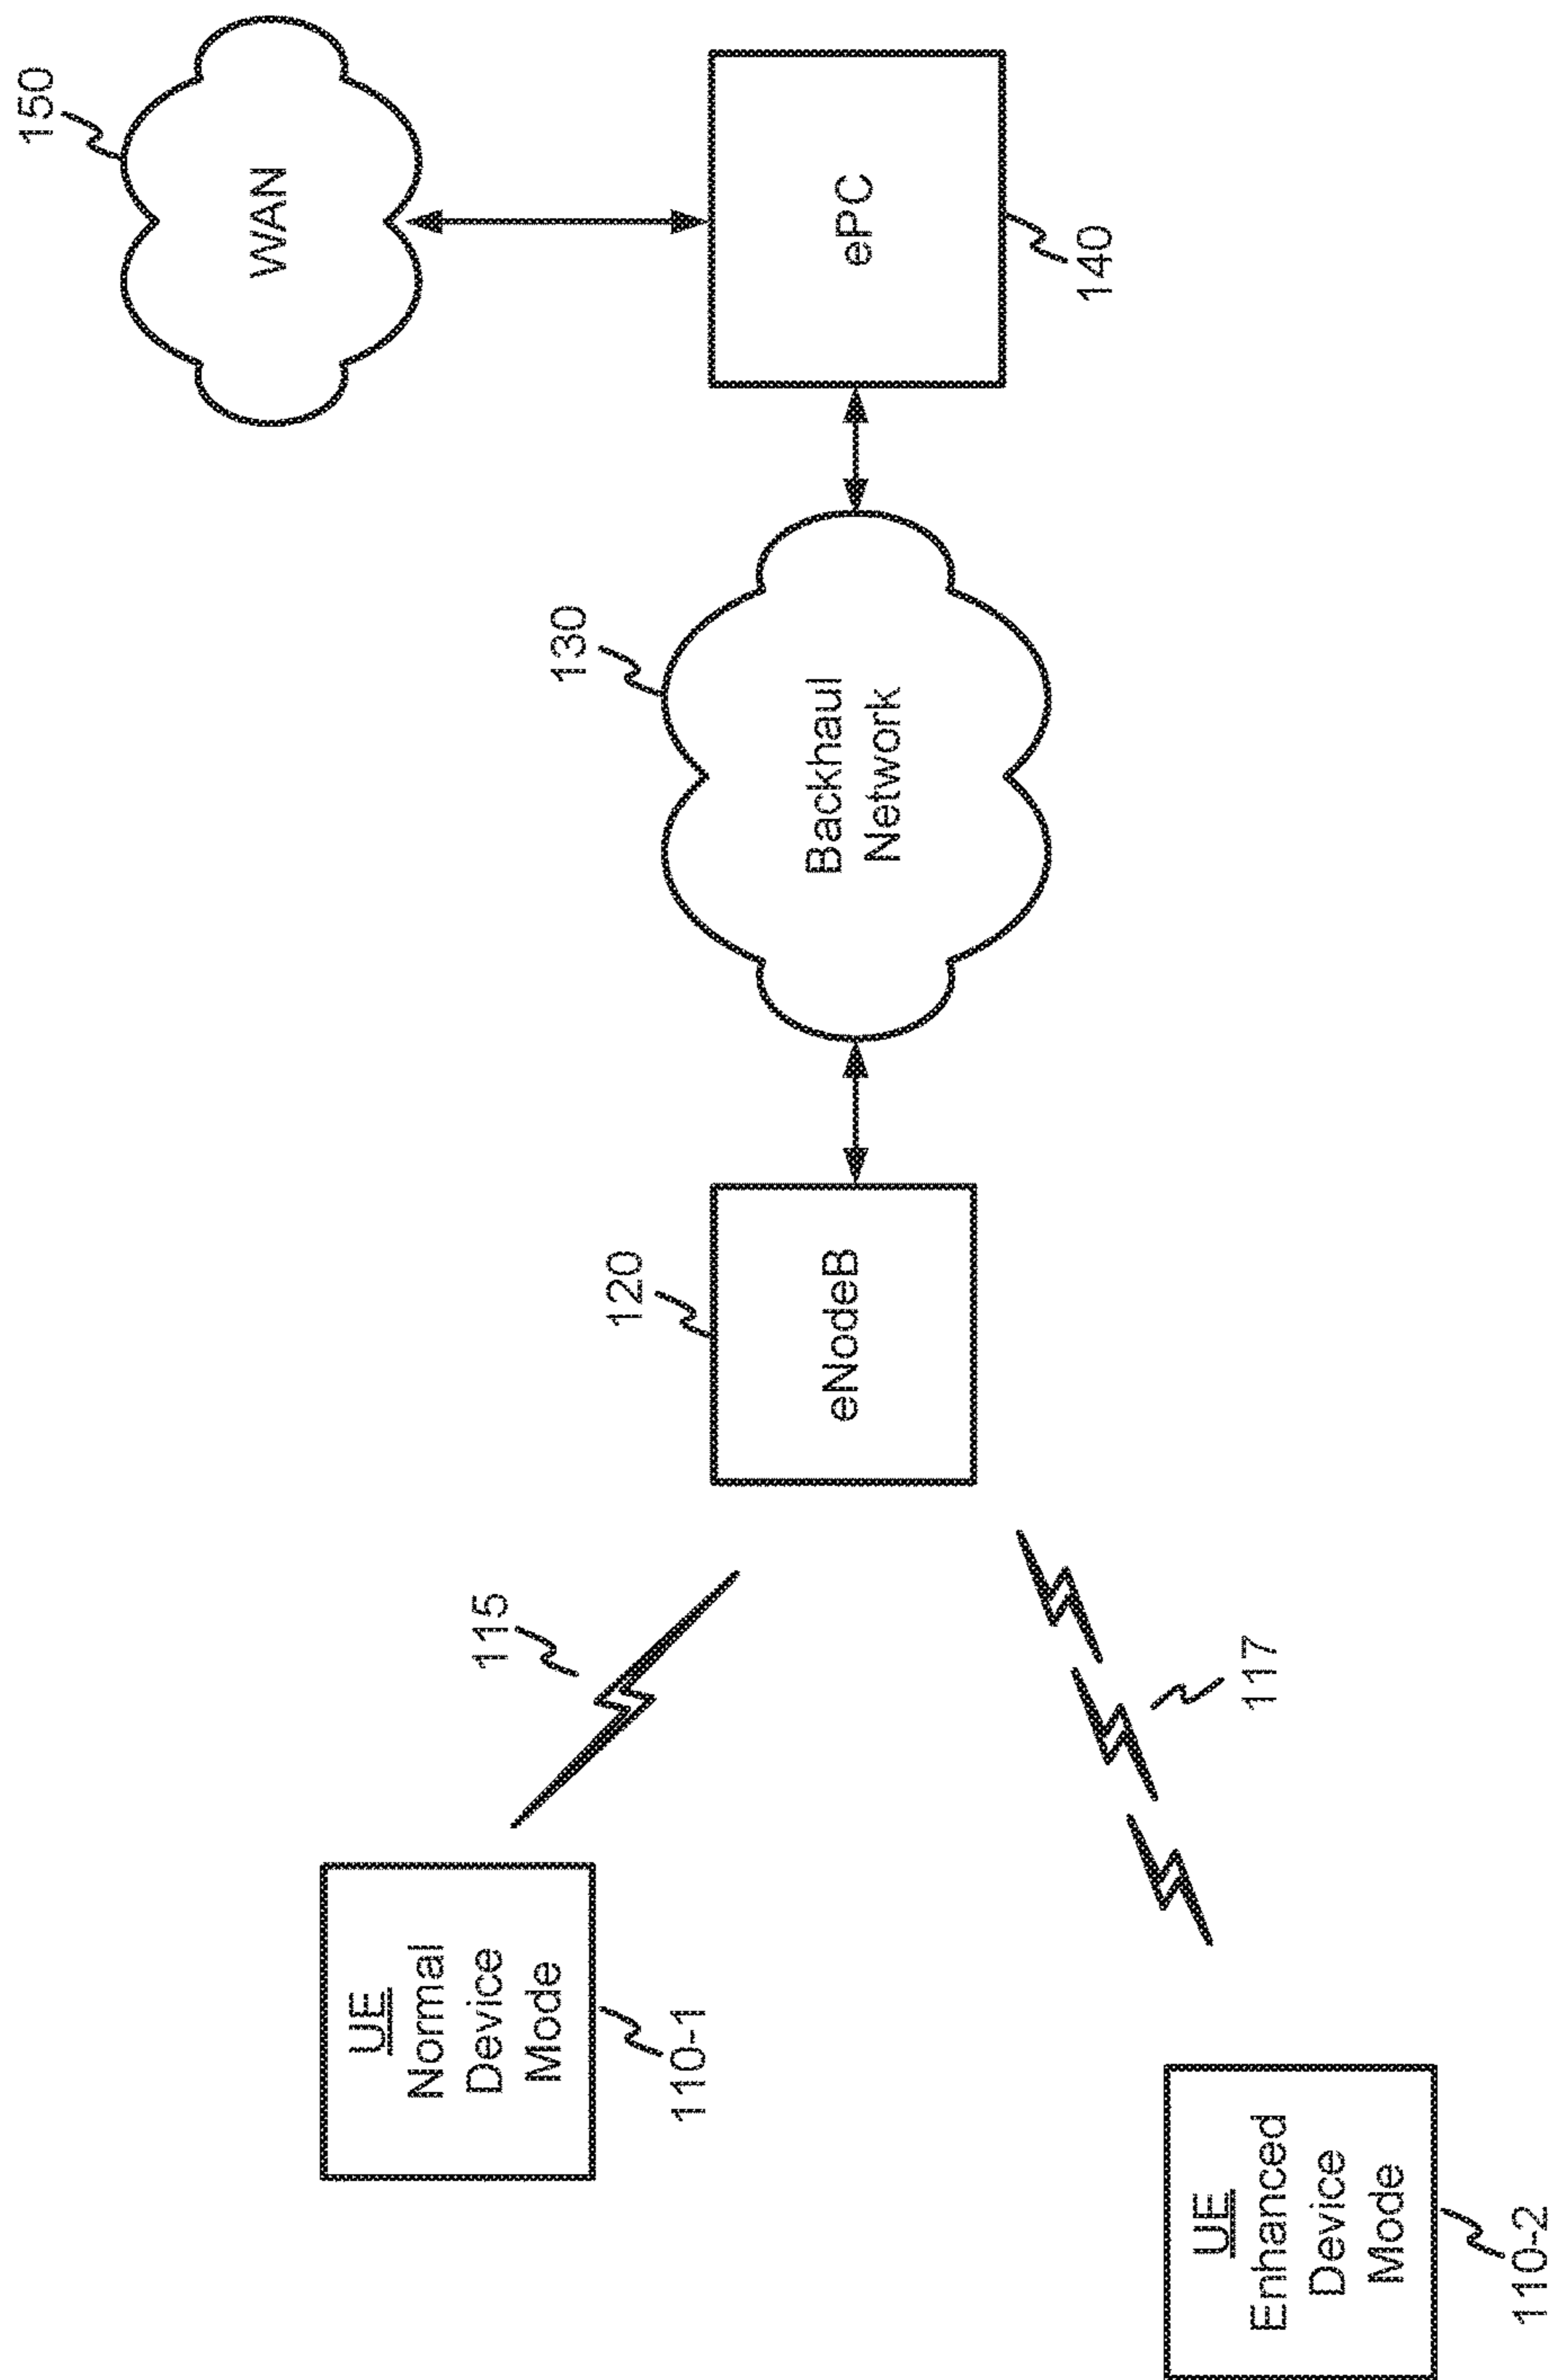 150
WAN
ePC
140
130
Backhaul
Network
120
eNodeB
115
117
UE
Normal
Device
Mode
110-1
UE
Enhanced
Device
Mode
110-2